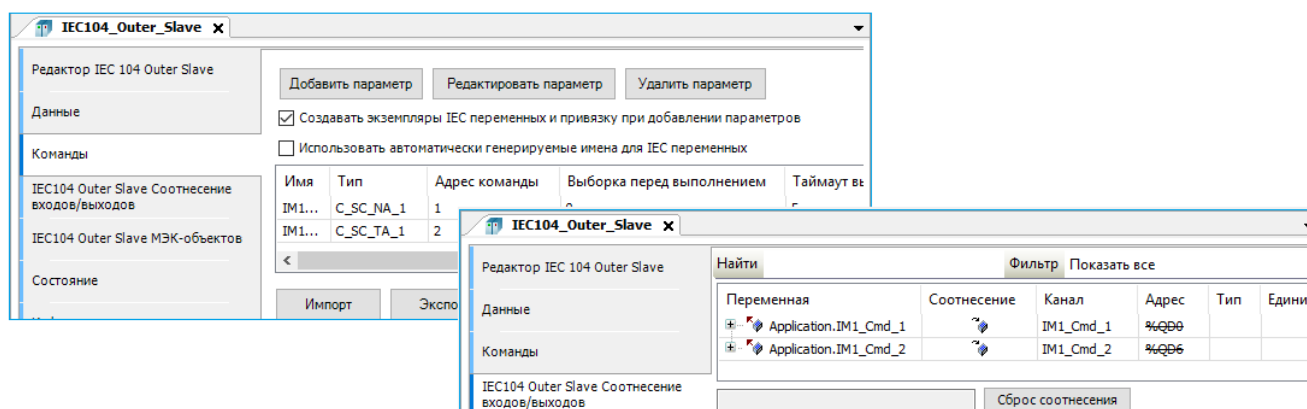 IEC104_Outer_Slave
Редактор IEC 104 Outer Slave
Данные
Команды
IEC104 Outer Slave Соотнесение
входов/выходов
IEC104 Outer Slave МЭК-объектов
Состояние
Добавить параметр Редактировать параметр Удалить параметр
Создавать экземпляры IEC переменных и привязку при добавлении параметров
Использовать автоматически генерируемые имена для IEC переменных
Имя Тип Адрес команды Выборка перед выполнением Таймаут вы
IM1... C_SC_NA_1 1
IM1... C_SC_TA_1 2
Импорт Экспо
IEC104_Outer_Slave
Редактор IEC 104 Outer Slave
Данные
Команды
IEC104 Outer Slave Соотнесение
входов/выходов
Найти Фильтр Показать все
Переменная Соотнесение Канал Адрес Тип Едини
Application.IM1_Cmd_1 IM1_Cmd_1 %QD0
Application.IM1_Cmd_2 IM1_Cmd_2 %QD6
Сброс соотнесения